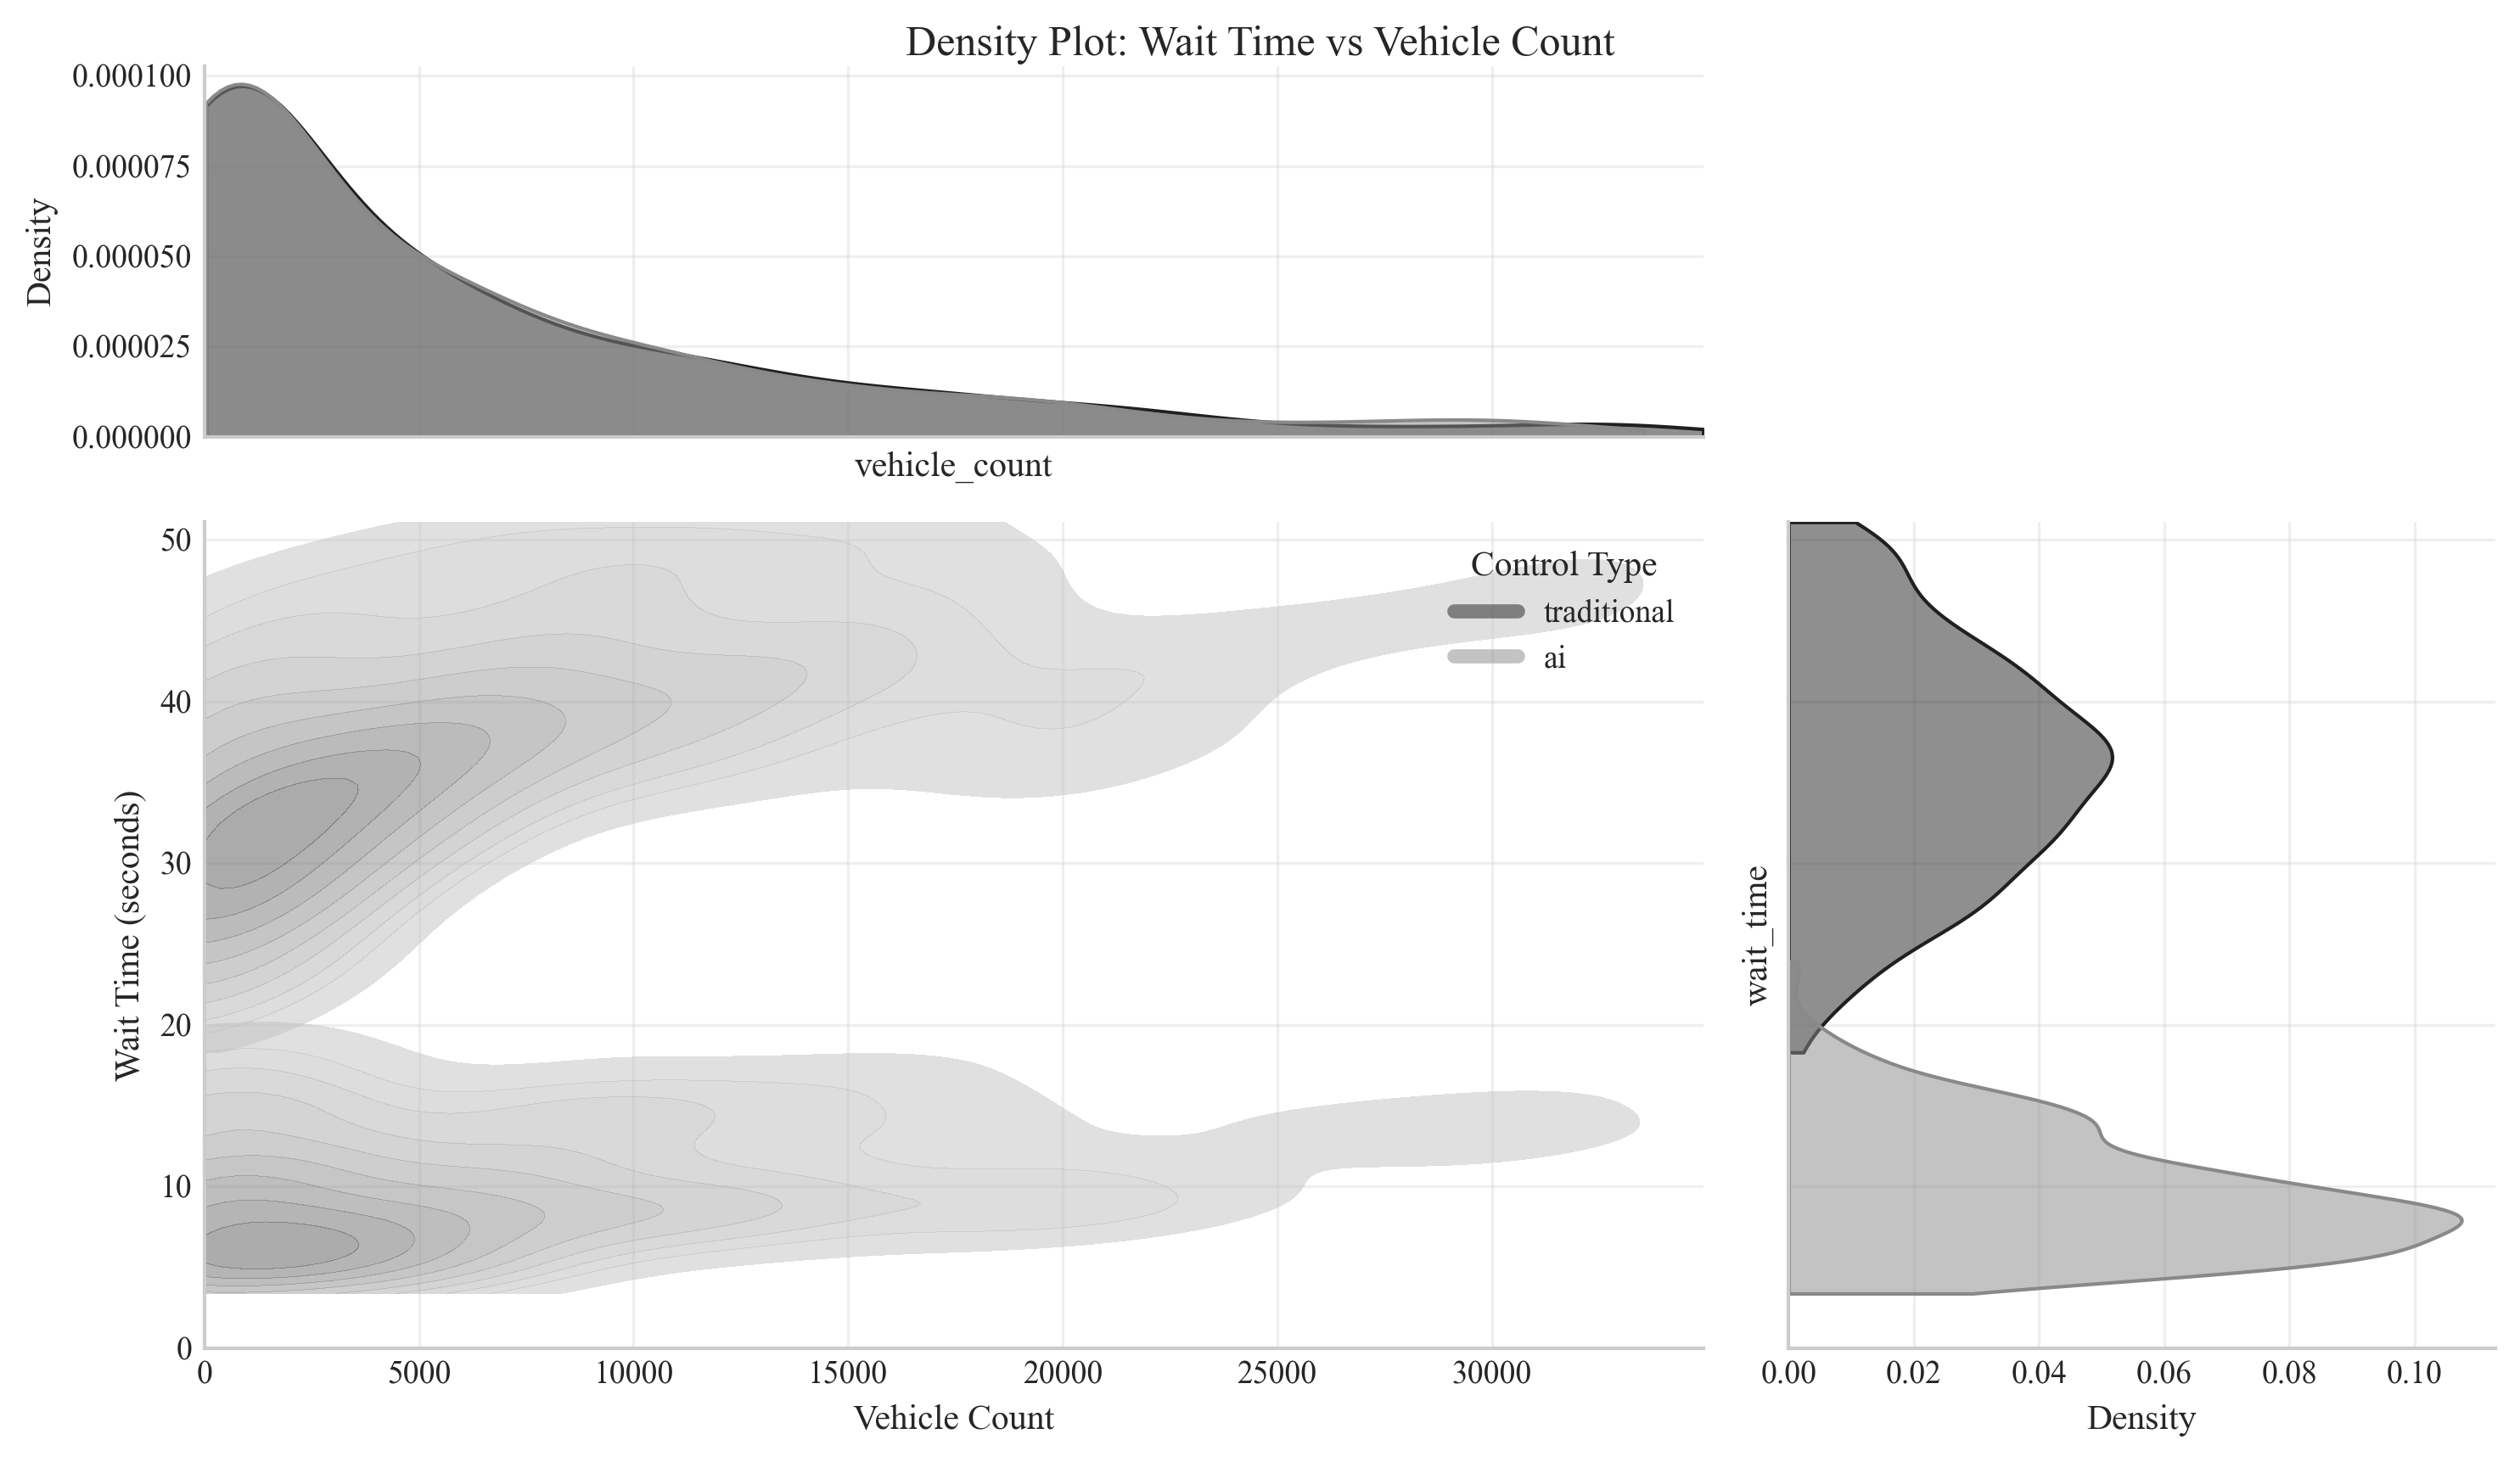 Density Plot: Wait Time vs Vehicle Count
0.000100
0.000075
0.000050
0.000025
0.000000
Density
vehicle_count
50
40
30
20
10
0
Wait Time (seconds)
Control Type
traditional
ai
0 5000 10000 15000 20000 25000 30000
Vehicle Count
wait_time
0.00 0.02 0.04 0.06 0.08 0.10
Density